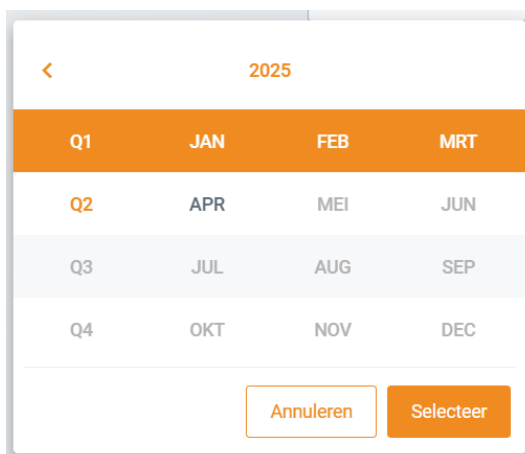 2025
Q1 JAN FEB MRT
Q2 APR MEI JUN
Q3 JUL AUG SEP
Q4 OKT NOV DEC
Annuleren Selecteer